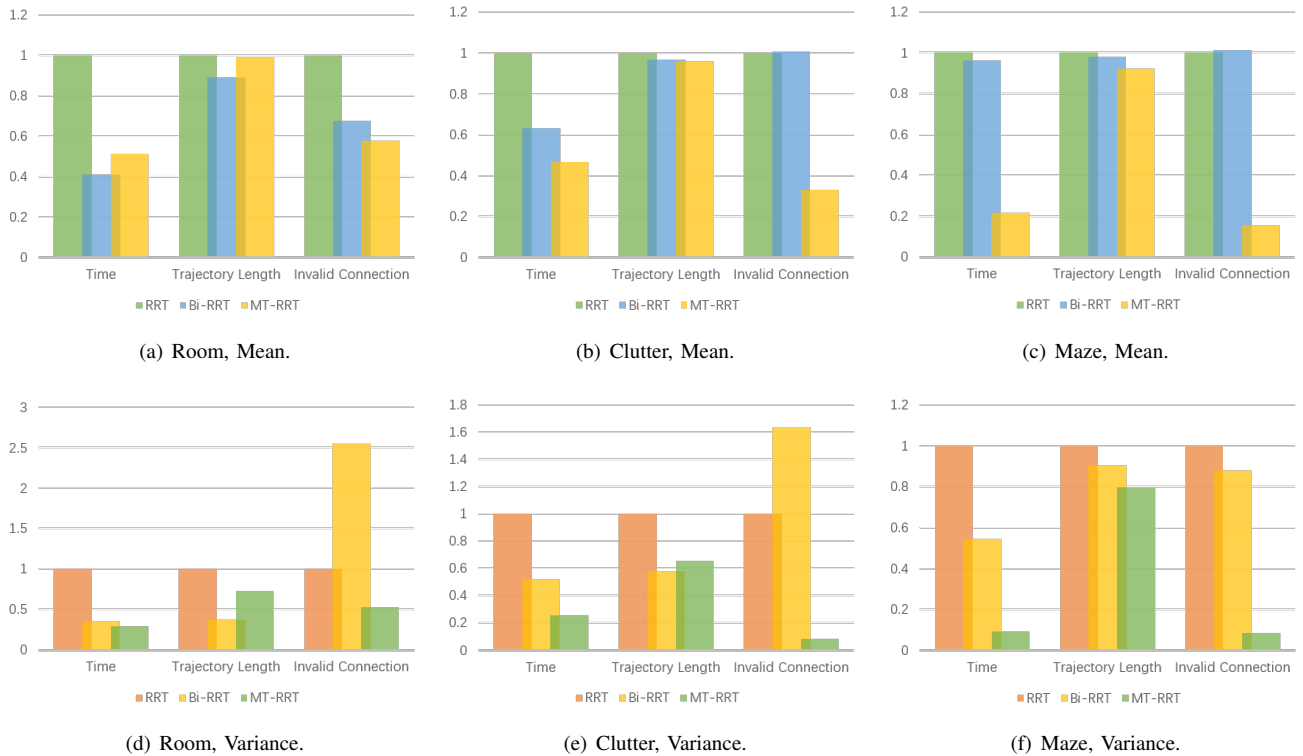 1.2
1
0.8
0.6
0.4
0.2
0
Time Trajectory Length Invalid Connection
RRT Bi-RRT MT-RRT
(a) Room, Mean.
1.2
1
0.8
0.6
0.4
0.2
0
Time Trajectory Length Invalid Connection
RRT Bi-RRT MT-RRT
(b) Clutter, Mean.
1.2
1
0.8
0.6
0.4
0.2
0
Time Trajectory Length Invalid Connection
RRT Bi-RRT MT-RRT
(c) Maze, Mean.
3
2.5
2
1.5
1
0.5
0
Time Trajectory Length Invalid Connection
RRT Bi-RRT MT-RRT
(d) Room, Variance.
1.8
1.6
1.4
1.2
1
0.8
0.6
0.4
0.2
0
Time Trajectory Length Invalid Connection
RRT Bi-RRT MT-RRT
(e) Clutter, Variance.
1.2
1
0.8
0.6
0.4
0.2
0
Time Trajectory Length Invalid Connection
RRT Bi-RRT MT-RRT
(f) Maze, Variance.